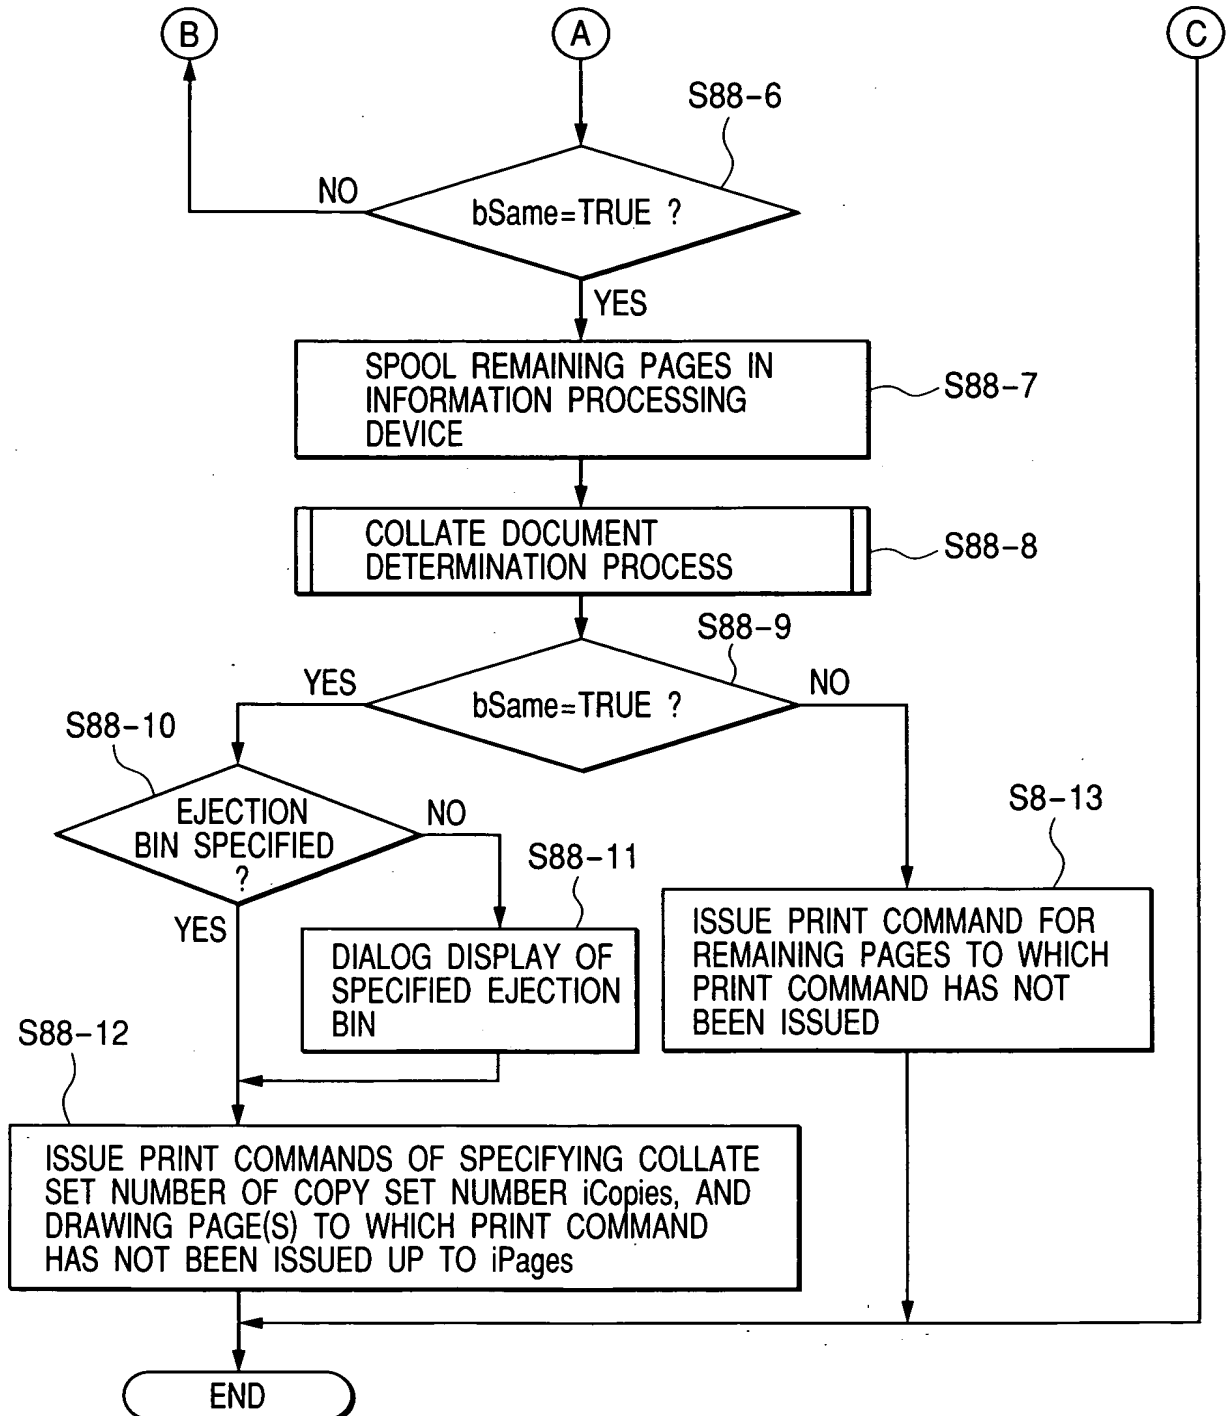 B
A
C
S88-6
NO
bSame=TRUE ?
YES
SPOOL REMAINING PAGES IN
INFORMATION PROCESSING
DEVICE
S88-7
COLLATE DOCUMENT
DETERMINATION PROCESS
S88-8
S88-9
YES
bSame=TRUE ?
NO
S88-10
EJECTION
BIN SPECIFIED
?
NO
YES
S88-11
DIALOG DISPLAY OF
SPECIFIED EJECTION
BIN
S8-13
ISSUE PRINT COMMAND FOR
REMAINING PAGES TO WHICH
PRINT COMMAND HAS NOT
BEEN ISSUED
S88-12
ISSUE PRINT COMMANDS OF SPECIFYING COLLATE
SET NUMBER OF COPY SET NUMBER iCopies, AND
DRAWING PAGE(S) TO WHICH PRINT COMMAND
HAS NOT BEEN ISSUED UP TO iPages
END